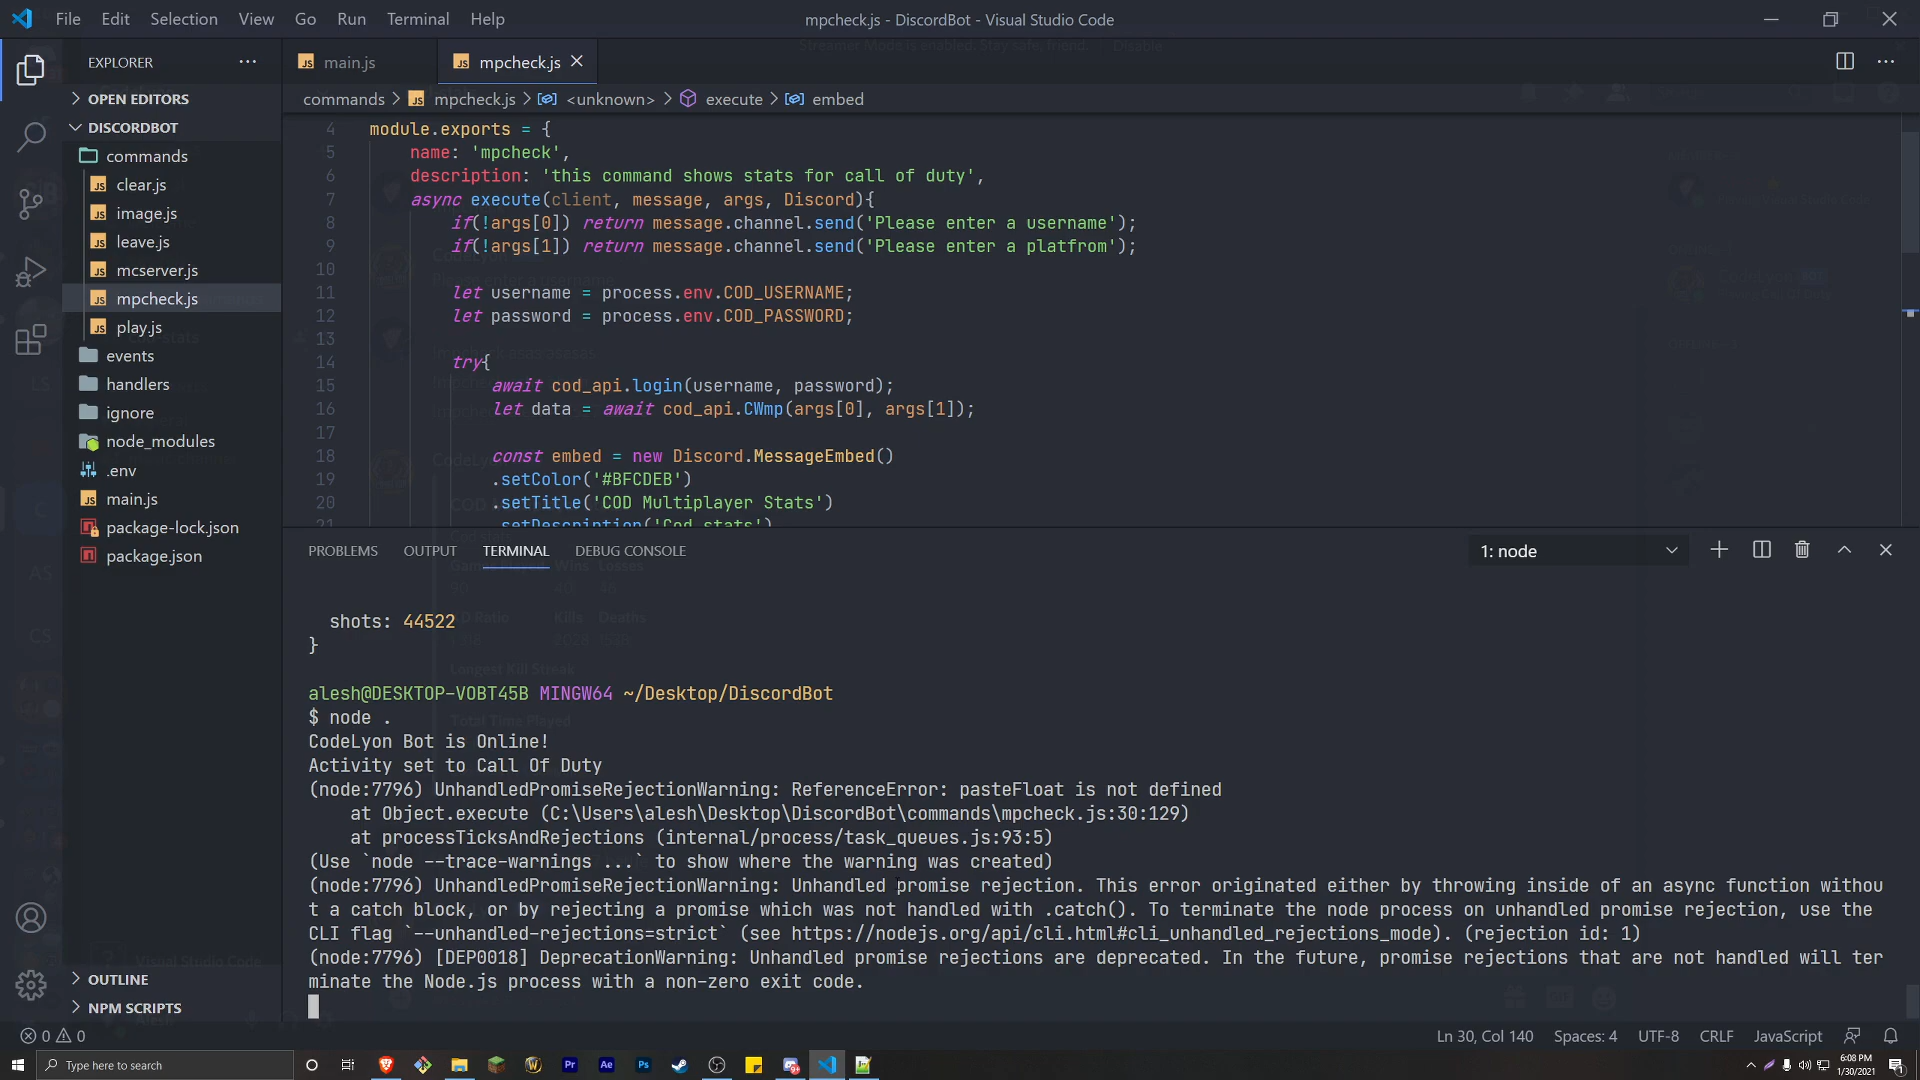 File Edit Selection View Go Run Terminal Help
mpcheck.js - DiscordBot - Visual Studio Code
EXPLORER
OPEN EDITORS
DISCORDBOT
commands
clear.js
image.js
leave.js
mcserver.js
mpcheck.js
play.js
events
handlers
ignore
node_modules
.env
main.js
package-lock.json
package.json
OUTLINE
NPM SCRIPTS
main.js
mpcheck.js
commands > mpcheck.js > <unknown> > execute > embed
4 module.exports = {
5 name: 'mpcheck',
6 description: 'this command shows stats for call of duty',
7 async execute(client, message, args, Discord){
8 if(!args[0]) return message.channel.send('Please enter a username');
9 if(!args[1]) return message.channel.send('Please enter a platfrom');
10
11 let username = process.env.COD_USERNAME;
12 let password = process.env.COD_PASSWORD;
13
14 try{
15 await cod_api.login(username, password);
16 let data = await cod_api.CWmp(args[0], args[1]);
17
18 const embed = new Discord.MessageEmbed()
19 .setColor('#BFCDEB')
20 .setTitle('COD Multiplayer Stats')
21 .setDescription('Cod stats')
PROBLEMS OUTPUT TERMINAL DEBUG CONSOLE
1: node
shots: 44522
}
alesh@DESKTOP-VOBT45B MINGW64 ~/Desktop/DiscordBot
$ node .
CodeLyon Bot is Online!
Activity set to Call Of Duty
(node:7796) UnhandledPromiseRejectionWarning: ReferenceError: pasteFloat is not defined
at Object.execute (C:\Users\alesh\Desktop\DiscordBot\commands\mpcheck.js:30:129)
at processTicksAndRejections (internal/process/task_queues.js:93:5)
(Use `node --trace-warnings ...` to show where the warning was created)
(node:7796) UnhandledPromiseRejectionWarning: Unhandled promise rejection. This error originated either by throwing inside of an async function withou
t a catch block, or by rejecting a promise which was not handled with .catch(). To terminate the node process on unhandled promise rejection, use the
CLI flag `--unhandled-rejections=strict` (see https://nodejs.org/api/cli.html#cli_unhandled_rejections_mode). (rejection id: 1)
(node:7796) [DEP0018] DeprecationWarning: Unhandled promise rejections are deprecated. In the future, promise rejections that are not handled will ter
minate the Node.js process with a non-zero exit code.
0 0
Ln 30, Col 140 Spaces: 4 UTF-8 CRLF JavaScript
Type here to search
6:08 PM
1/30/2021